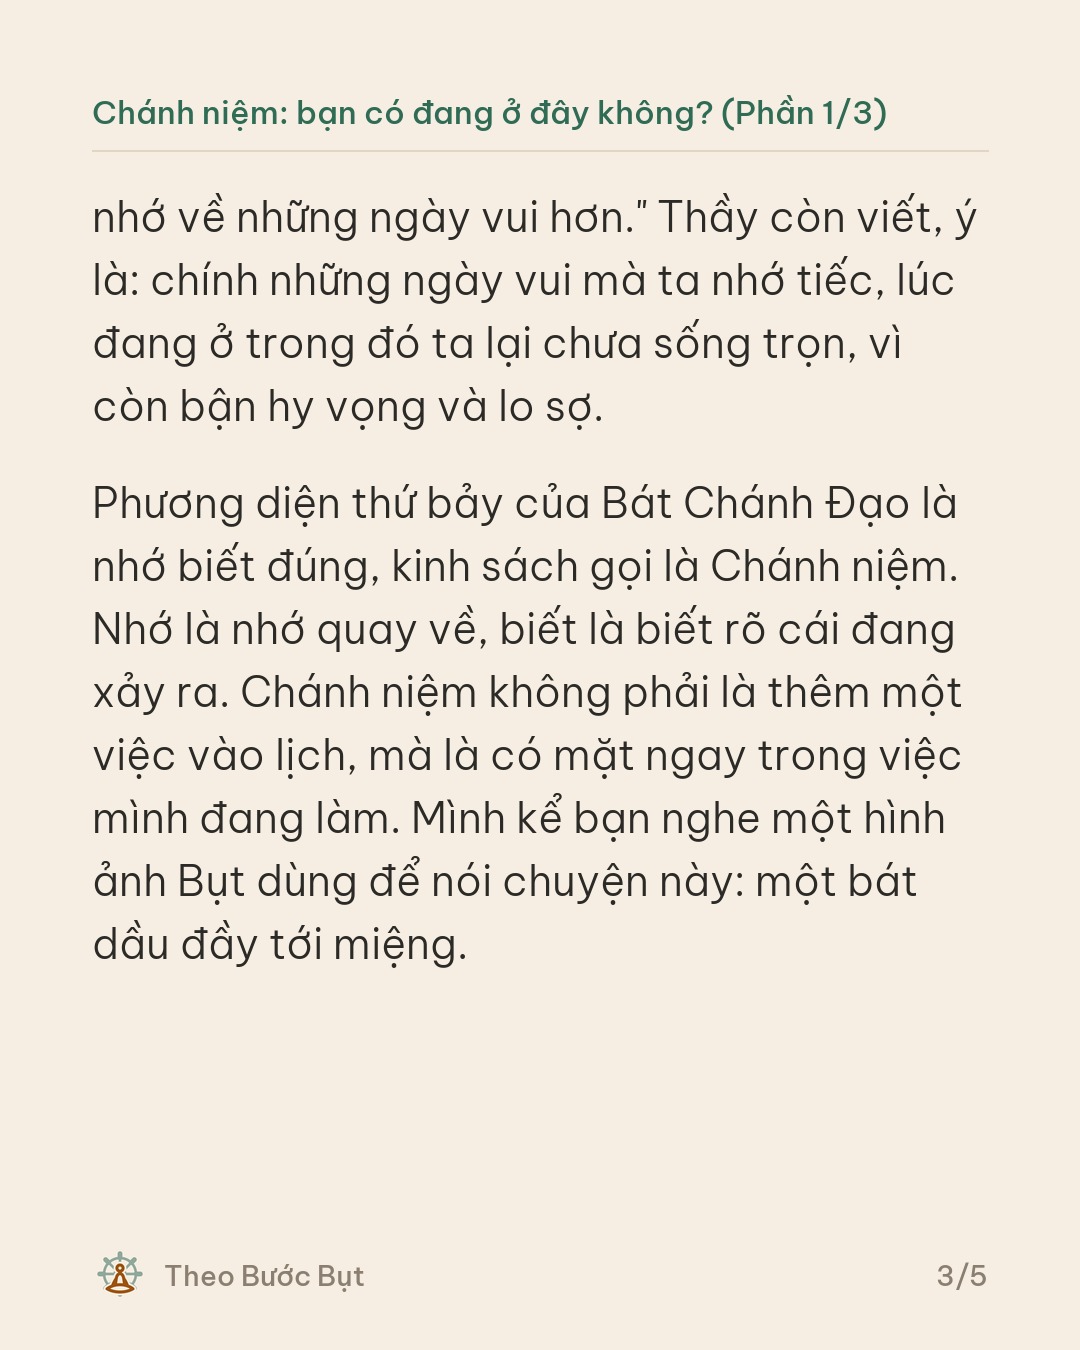 Chánh niệm: bạn có đang ở đây không? (Phần 1/3)
nhớ về những ngày vui hơn." Thầy còn viết, ý
là: chính những ngày vui mà ta nhớ tiếc, lúc
đang ở trong đó ta lại chưa sống trọn, vì
còn bận hy vọng và lo sợ.
Phương diện thứ bảy của Bát Chánh Đạo là
nhớ biết đúng, kinh sách gọi là Chánh niệm.
Nhớ là nhớ quay về, biết là biết rõ cái đang
xảy ra. Chánh niệm không phải là thêm một
việc vào lịch, mà là có mặt ngay trong việc
mình đang làm. Mình kể bạn nghe một hình
ảnh Bụt dùng để nói chuyện này: một bát
dầu đầy tới miệng.
Theo Bước Bụt
3/5